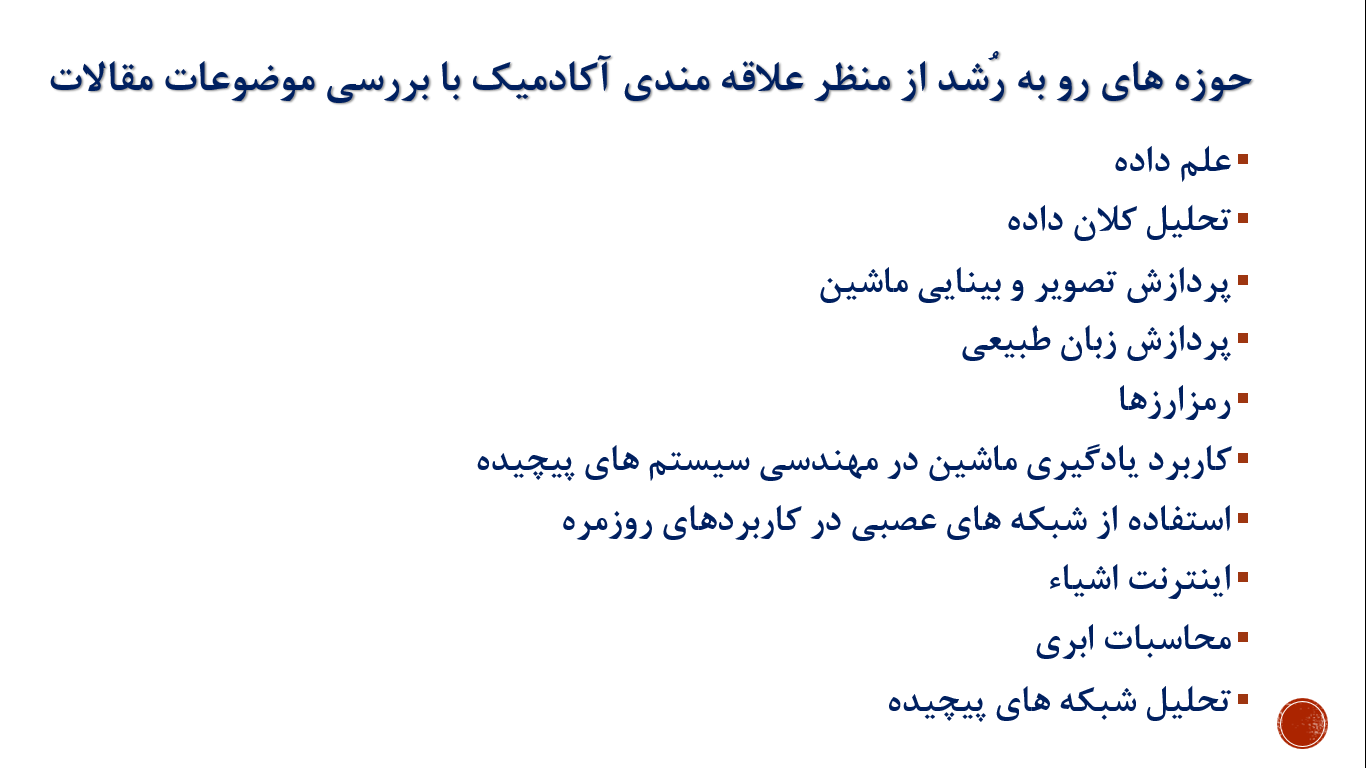 حوزه های رو به رُشد از منظر علاقه مندی آکادمیک با بررسی موضوعات مقالات
▪ علم داده
▪ تحلیل کلان داده
▪ پردازش تصویر و بینایی ماشین
▪ پردازش زبان طبیعی
▪ رمزارزها
▪ کاربرد یادگیری ماشین در مهندسی سیستم های پیچیده
▪ استفاده از شبکه های عصبی در کاربردهای روزمره
▪ اینترنت اشیاء
▪ محاسبات ابری
▪ تحلیل شبکه های پیچیده